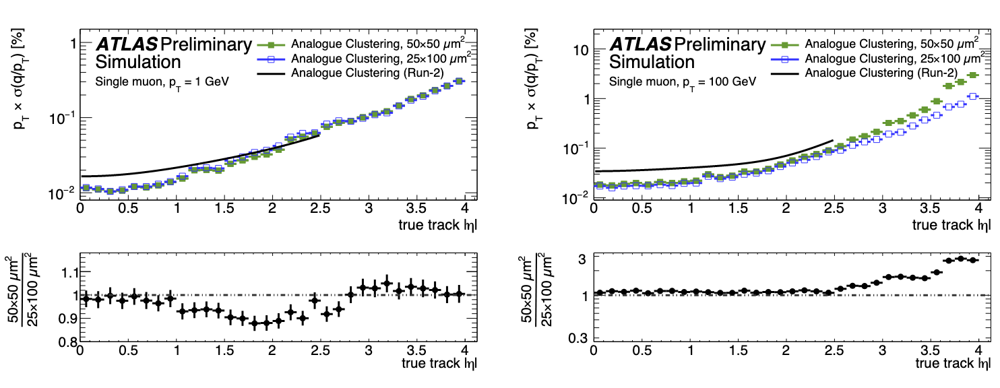 p_T × σ(q/p_T) [%]
1
10⁻¹
10⁻²
ATLAS Preliminary
Simulation
Single muon, p_T = 1 GeV
Analogue Clustering, 50×50 μm²
Analogue Clustering, 25×100 μm²
Analogue Clustering (Run-2)
0 0.5 1 1.5 2 2.5 3 3.5 4
true track |η|
50×50 μm²
25×100 μm²
1.1
1
0.9
0.8
0 0.5 1 1.5 2 2.5 3 3.5 4
true track |η|
p_T × σ(q/p_T) [%]
10
1
10⁻¹
10⁻²
ATLAS Preliminary
Simulation
Single muon, p_T = 100 GeV
Analogue Clustering, 50×50 μm²
Analogue Clustering, 25×100 μm²
Analogue Clustering (Run-2)
0 0.5 1 1.5 2 2.5 3 3.5 4
true track |η|
50×50 μm²
25×100 μm²
3
1
0.3
0 0.5 1 1.5 2 2.5 3 3.5 4
true track |η|